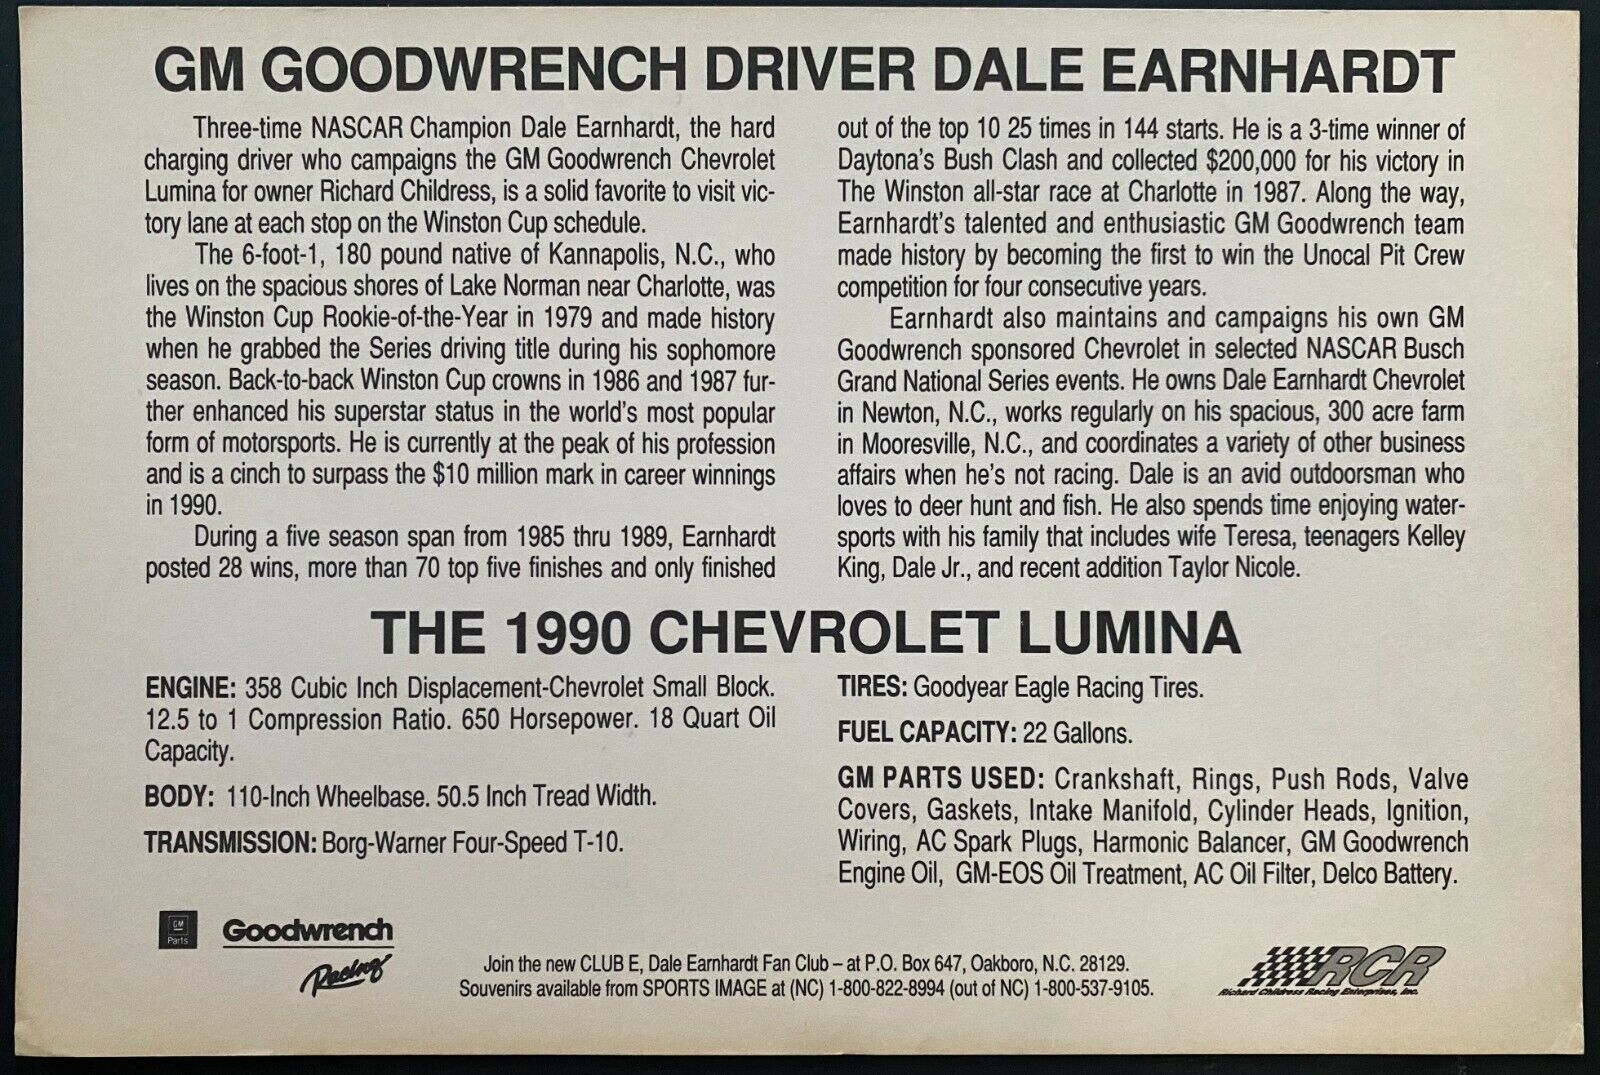 GM GOODWRENCH DRIVER DALE EARNHARDT
Three-time NASCAR Champion Dale Earnhardt, the hard
charging driver who campaigns the GM Goodwrench Chevrolet
Lumina for owner Richard Childress, is a solid favorite to visit vic-
tory lane at each stop on the Winston Cup schedule.
The 6-foot-1, 180 pound native of Kannapolis, N.C., who
lives on the spacious shores of Lake Norman near Charlotte, was
the Winston Cup Rookie-of-the-Year in 1979 and made history
when he grabbed the Series driving title during his sophomore
season. Back-to-back Winston Cup crowns in 1986 and 1987 fur-
ther enhanced his superstar status in the world's most popular
form of motorsports. He is currently at the peak of his profession
and is a cinch to surpass the $10 million mark in career winnings
in 1990.
During a five season span from 1985 thru 1989, Earnhardt
posted 28 wins, more than 70 top five finishes and only finished
out of the top 10 25 times in 144 starts. He is a 3-time winner of
Daytona's Bush Clash and collected $200,000 for his victory in
The Winston all-star race at Charlotte in 1987. Along the way,
Earnhardt's talented and enthusiastic GM Goodwrench team
made history by becoming the first to win the Unocal Pit Crew
competition for four consecutive years.
Earnhardt also maintains and campaigns his own GM
Goodwrench sponsored Chevrolet in selected NASCAR Busch
Grand National Series events. He owns Dale Earnhardt Chevrolet
in Newton, N.C., works regularly on his spacious, 300 acre farm
in Mooresville, N.C., and coordinates a variety of other business
affairs when he's not racing. Dale is an avid outdoorsman who
loves to deer hunt and fish. He also spends time enjoying water-
sports with his family that includes wife Teresa, teenagers Kelley
King, Dale Jr., and recent addition Taylor Nicole.
THE 1990 CHEVROLET LUMINA
ENGINE: 358 Cubic Inch Displacement-Chevrolet Small Block.
12.5 to 1 Compression Ratio. 650 Horsepower. 18 Quart Oil
Capacity.
BODY: 110-Inch Wheelbase. 50.5 Inch Tread Width.
TRANSMISSION: Borg-Warner Four-Speed T-10.
TIRES: Goodyear Eagle Racing Tires.
FUEL CAPACITY: 22 Gallons.
GM PARTS USED: Crankshaft, Rings, Push Rods, Valve
Covers, Gaskets, Intake Manifold, Cylinder Heads, Ignition,
Wiring, AC Spark Plugs, Harmonic Balancer, GM Goodwrench
Engine Oil, GM-EOS Oil Treatment, AC Oil Filter, Delco Battery.
GM
Parts
Goodwrench
Racing
Join the new CLUB E, Dale Earnhardt Fan Club – at P.O. Box 647, Oakboro, N.C. 28129.
Souvenirs available from SPORTS IMAGE at (NC) 1-800-822-8994 (out of NC) 1-800-537-9105.
RCR
Richard Childress Racing Enterprises, Inc.